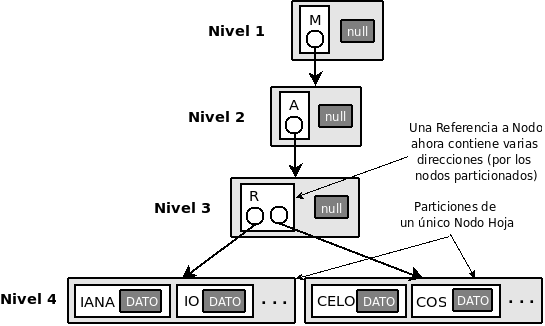 Nivel 1
M
null
Nivel 2
A
null
Una Referencia a Nodo
ahora contiene varias
direcciones (por los
nodos particionados)
Nivel 3
R
null
Particiones de
un único Nodo Hoja
Nivel 4
IANA DATO IO DATO ... CELO DATO COS DATO ...